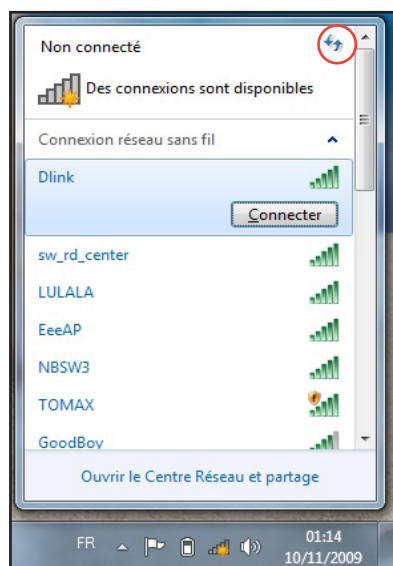 Non connecté
Des connexions sont disponibles
Connexion réseau sans fil
Dlink
Connecter
sw_rd_center
LULALA
EeeAP
NBSW3
TOMAX
GoodBoy
Ouvrir le Centre Réseau et partage
FR
01:14
10/11/2009